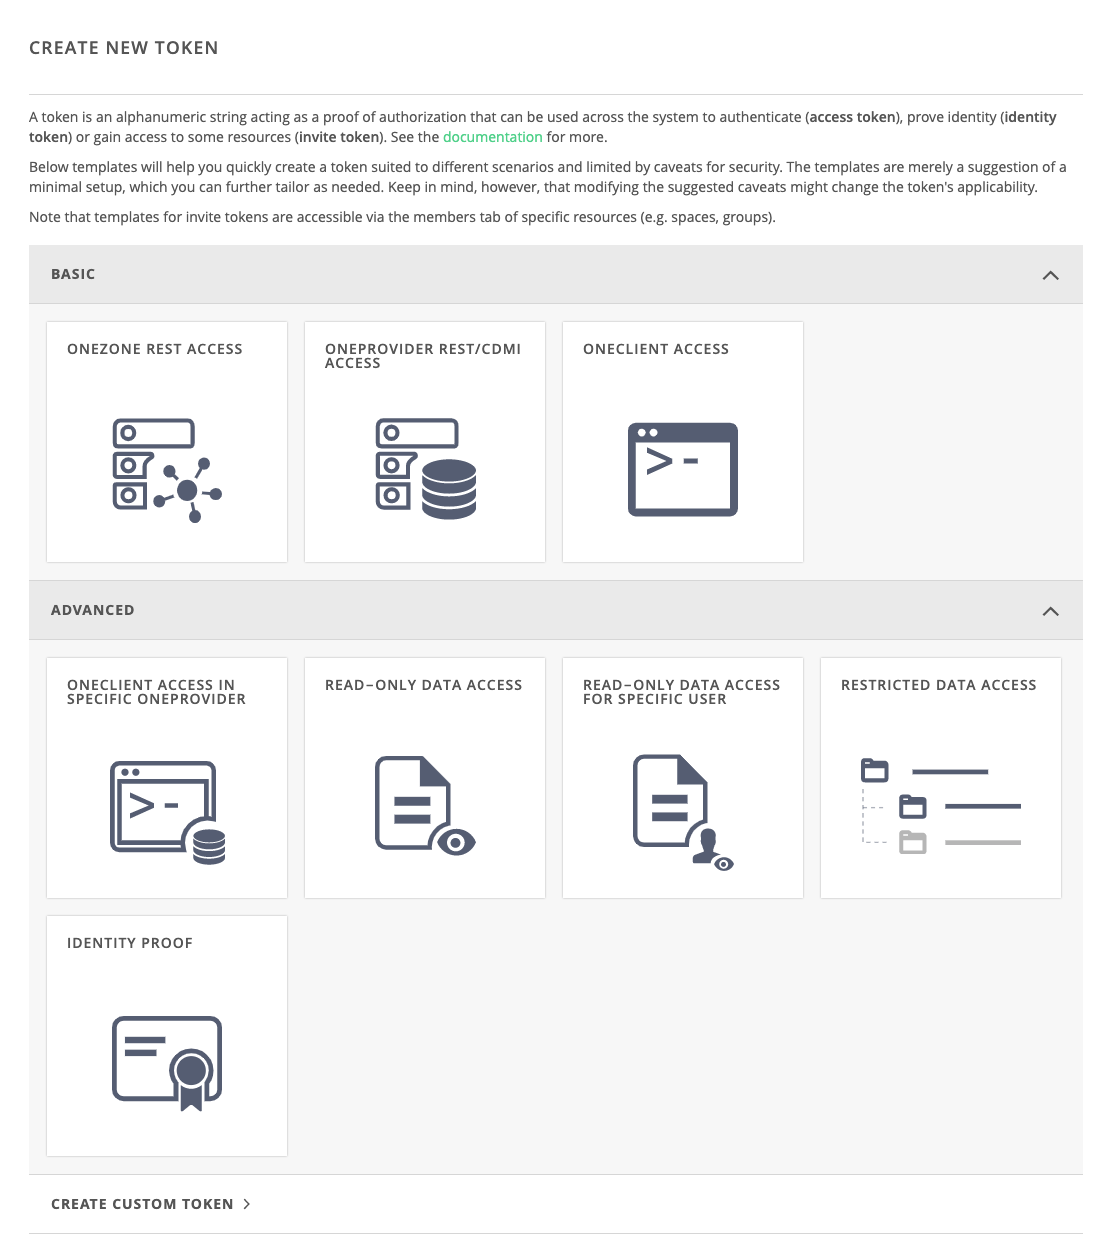 CREATE NEW TOKEN
A token is an alphanumeric string acting as a proof of authorization that can be used across the system to authenticate (access token), prove identity (identity
token) or gain access to some resources (invite token). See the documentation for more.
Below templates will help you quickly create a token suited to different scenarios and limited by caveats for security. The templates are merely a suggestion of a
minimal setup, which you can further tailor as needed. Keep in mind, however, that modifying the suggested caveats might change the token's applicability.
Note that templates for invite tokens are accessible via the members tab of specific resources (e.g. spaces, groups).
BASIC
ONEZONE REST ACCESS
ONEPROVIDER REST/CDMI
ACCESS
ONECLIENT ACCESS
ADVANCED
ONECLIENT ACCESS IN
SPECIFIC ONEPROVIDER
READ-ONLY DATA ACCESS
READ-ONLY DATA ACCESS
FOR SPECIFIC USER
RESTRICTED DATA ACCESS
IDENTITY PROOF
CREATE CUSTOM TOKEN